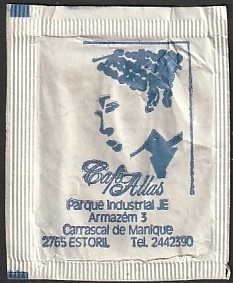 Café Atlas
Parque Industrial JE
Armazém 3
Carrascal de Manique
2765 ESTORIL Tel. 2442390